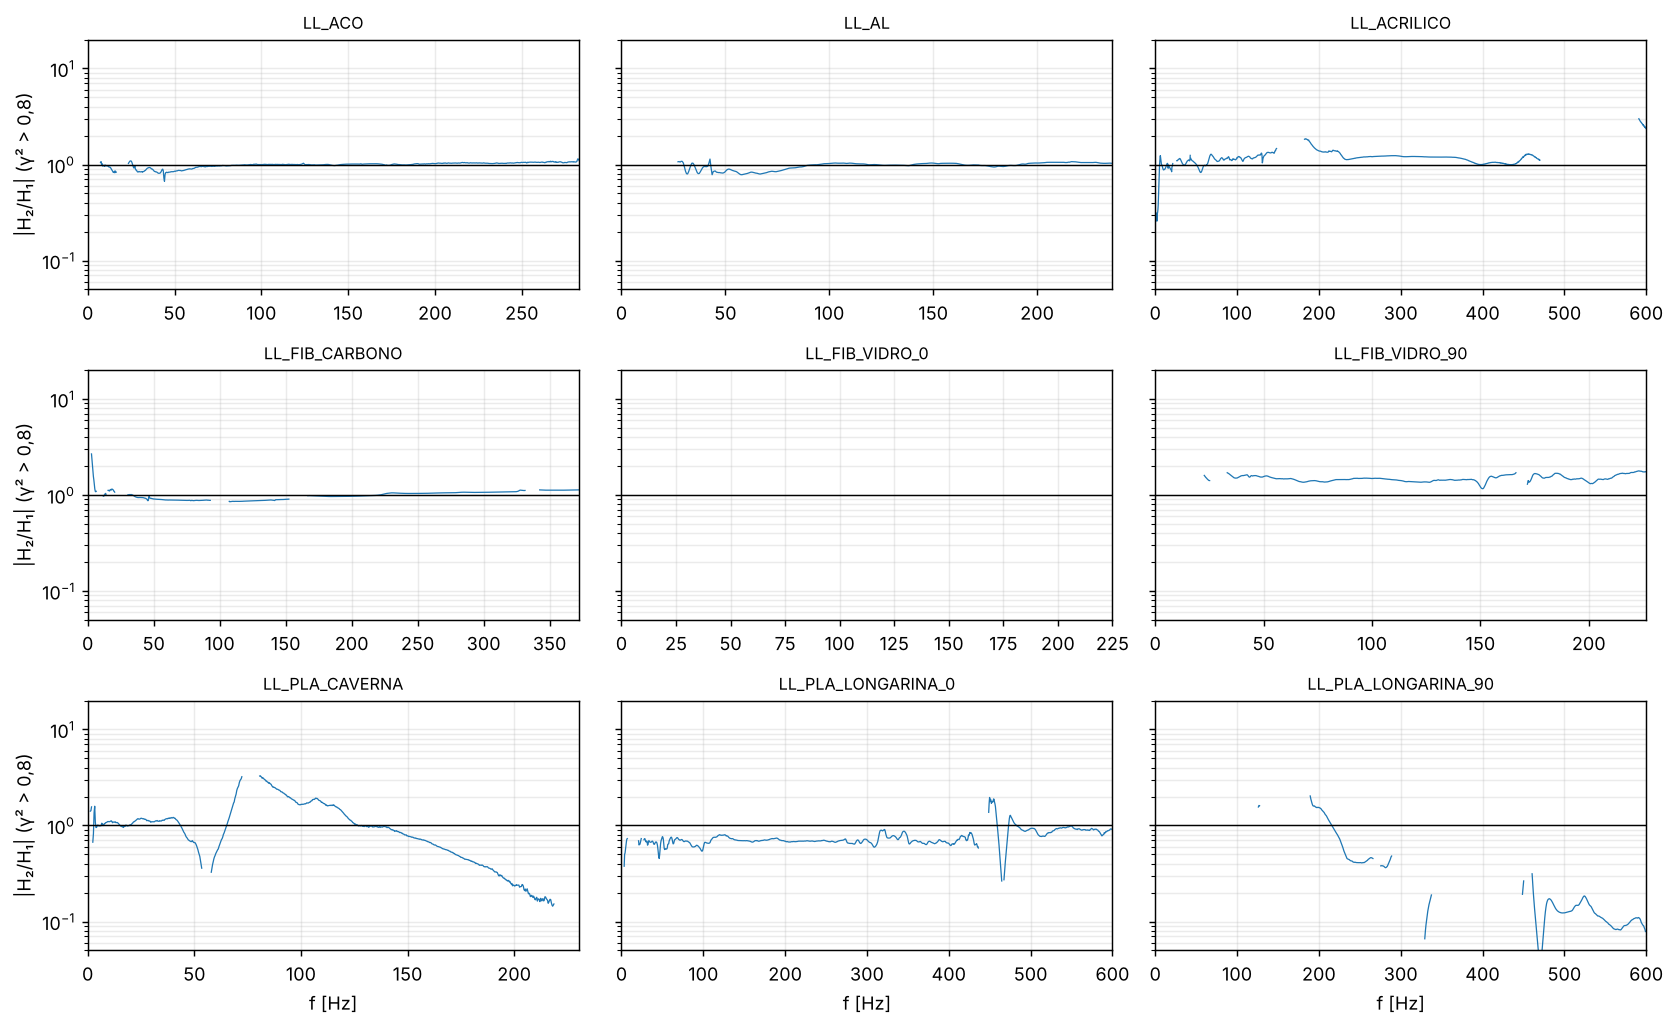 LL_ACO LL_AL LL_ACRILICO
|H₂/H₁| (γ² > 0,8)
10¹
10⁰
10⁻¹
0 50 100 150 200 250
0 50 100 150 200
0 100 200 300 400 500 600
LL_FIB_CARBONO LL_FIB_VIDRO_0 LL_FIB_VIDRO_90
|H₂/H₁| (γ² > 0,8)
10¹
10⁰
10⁻¹
0 50 100 150 200 250 300 350
0 25 50 75 100 125 150 175 200 225
0 50 100 150 200
LL_PLA_CAVERNA LL_PLA_LONGARINA_0 LL_PLA_LONGARINA_90
|H₂/H₁| (γ² > 0,8)
10¹
10⁰
10⁻¹
0 50 100 150 200
0 100 200 300 400 500 600
0 100 200 300 400 500 600
f [Hz] f [Hz] f [Hz]